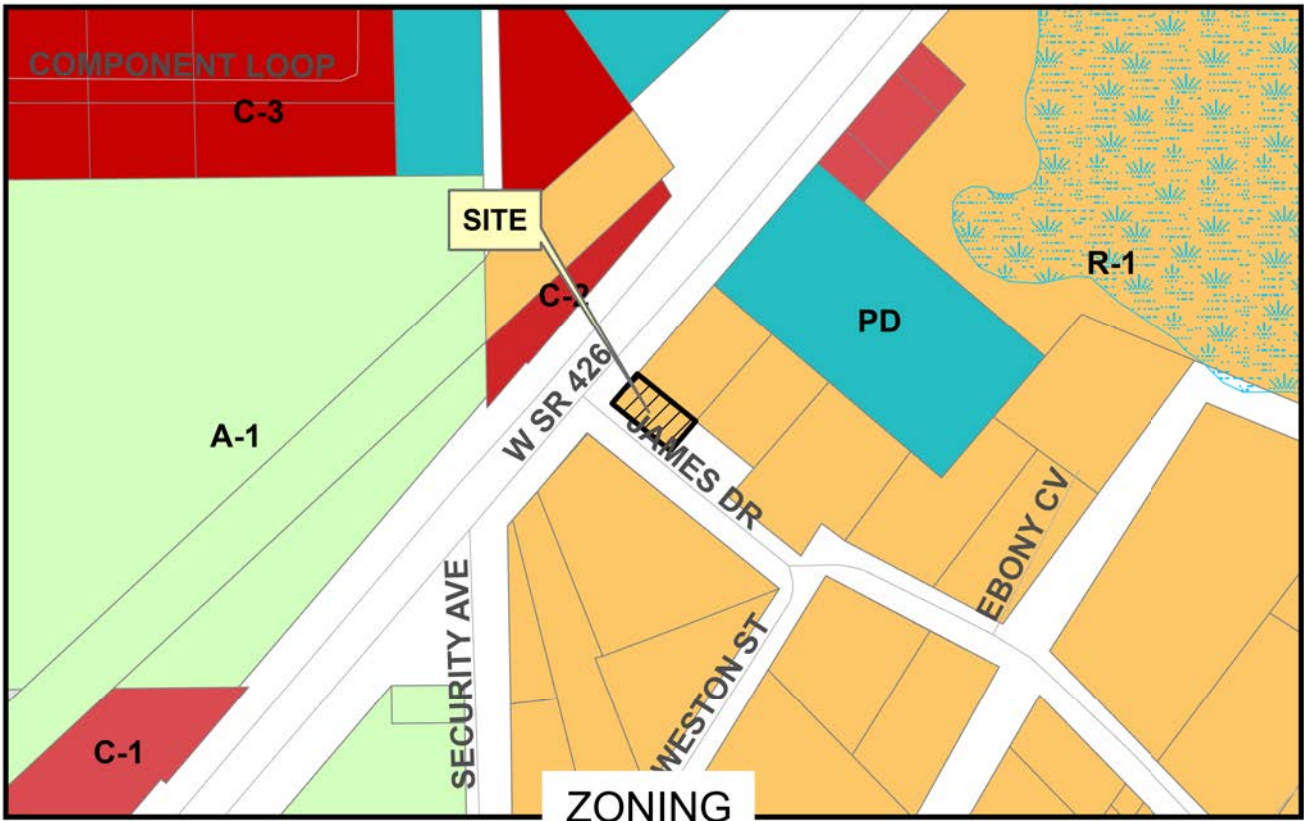 COMPONENT LOOP
C-3
SITE
R-1
C-2
PD
W SR 426
A-1
JAMES DR
EBONY CV
SECURITY AVE
WESTON ST
C-1
ZONING